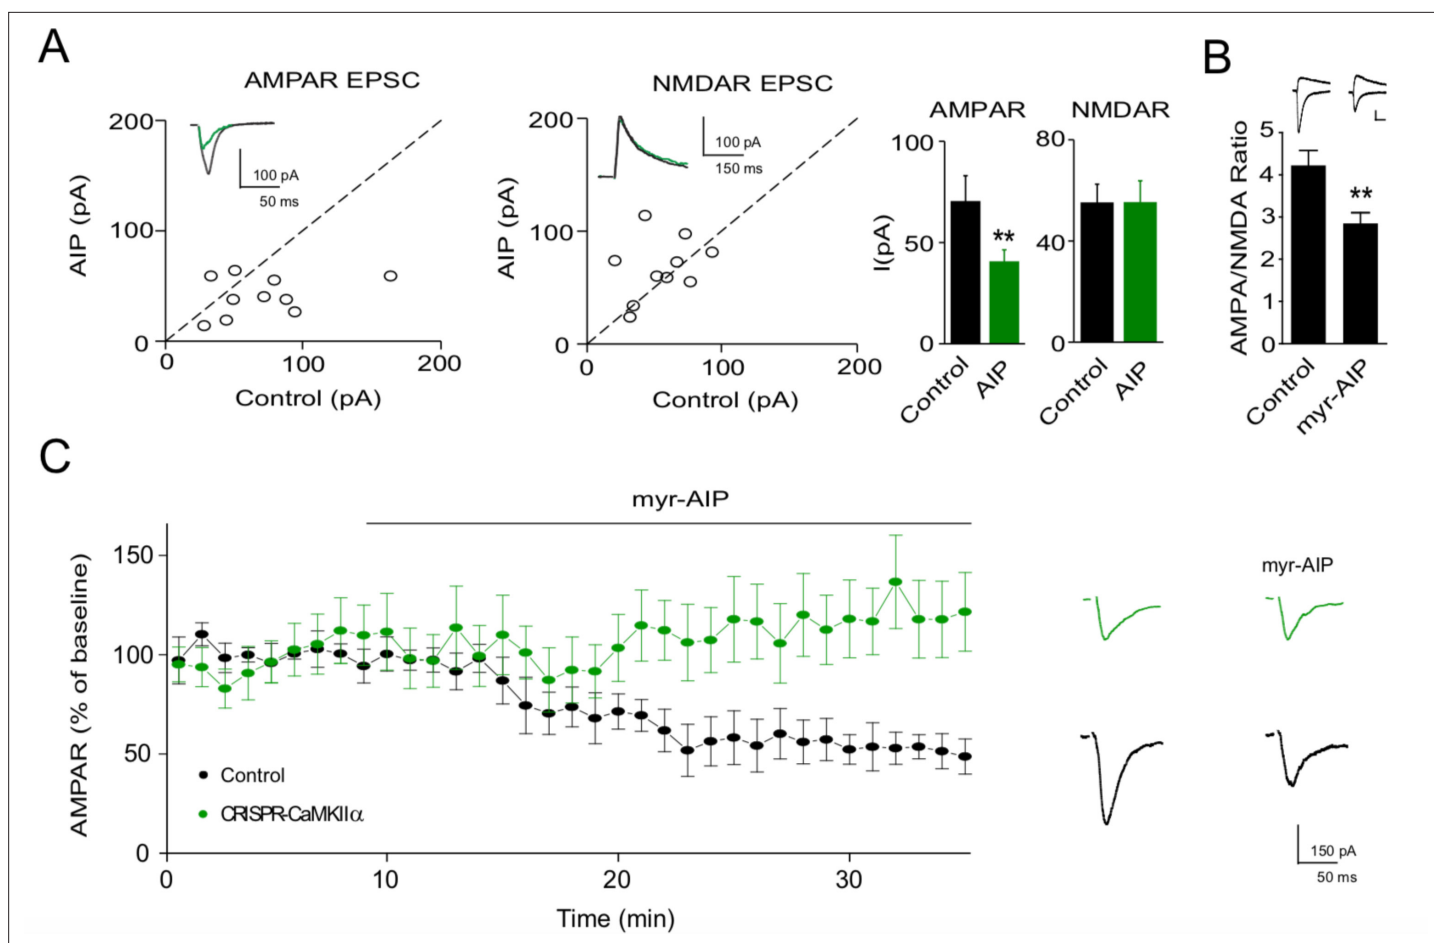 A
AMPAR EPSC
200
100
0
AIP (pA)
100 pA
50 ms
0
100
200
Control (pA)
NMDAR EPSC
200
100
0
AIP (pA)
100 pA
150 ms
0
100
200
Control (pA)
AMPAR
100
50
0
I(pA)
**
Control
AIP
NMDAR
80
40
0
Control
AIP
B
5
4
3
2
1
0
AMPA/NMDA Ratio
**
Control
myr-AIP
C
myr-AIP
150
100
50
0
AMPAR (% of baseline)
Control
CRISPR-CaMKIIα
0
10
20
30
Time (min)
myr-AIP
150 pA
50 ms